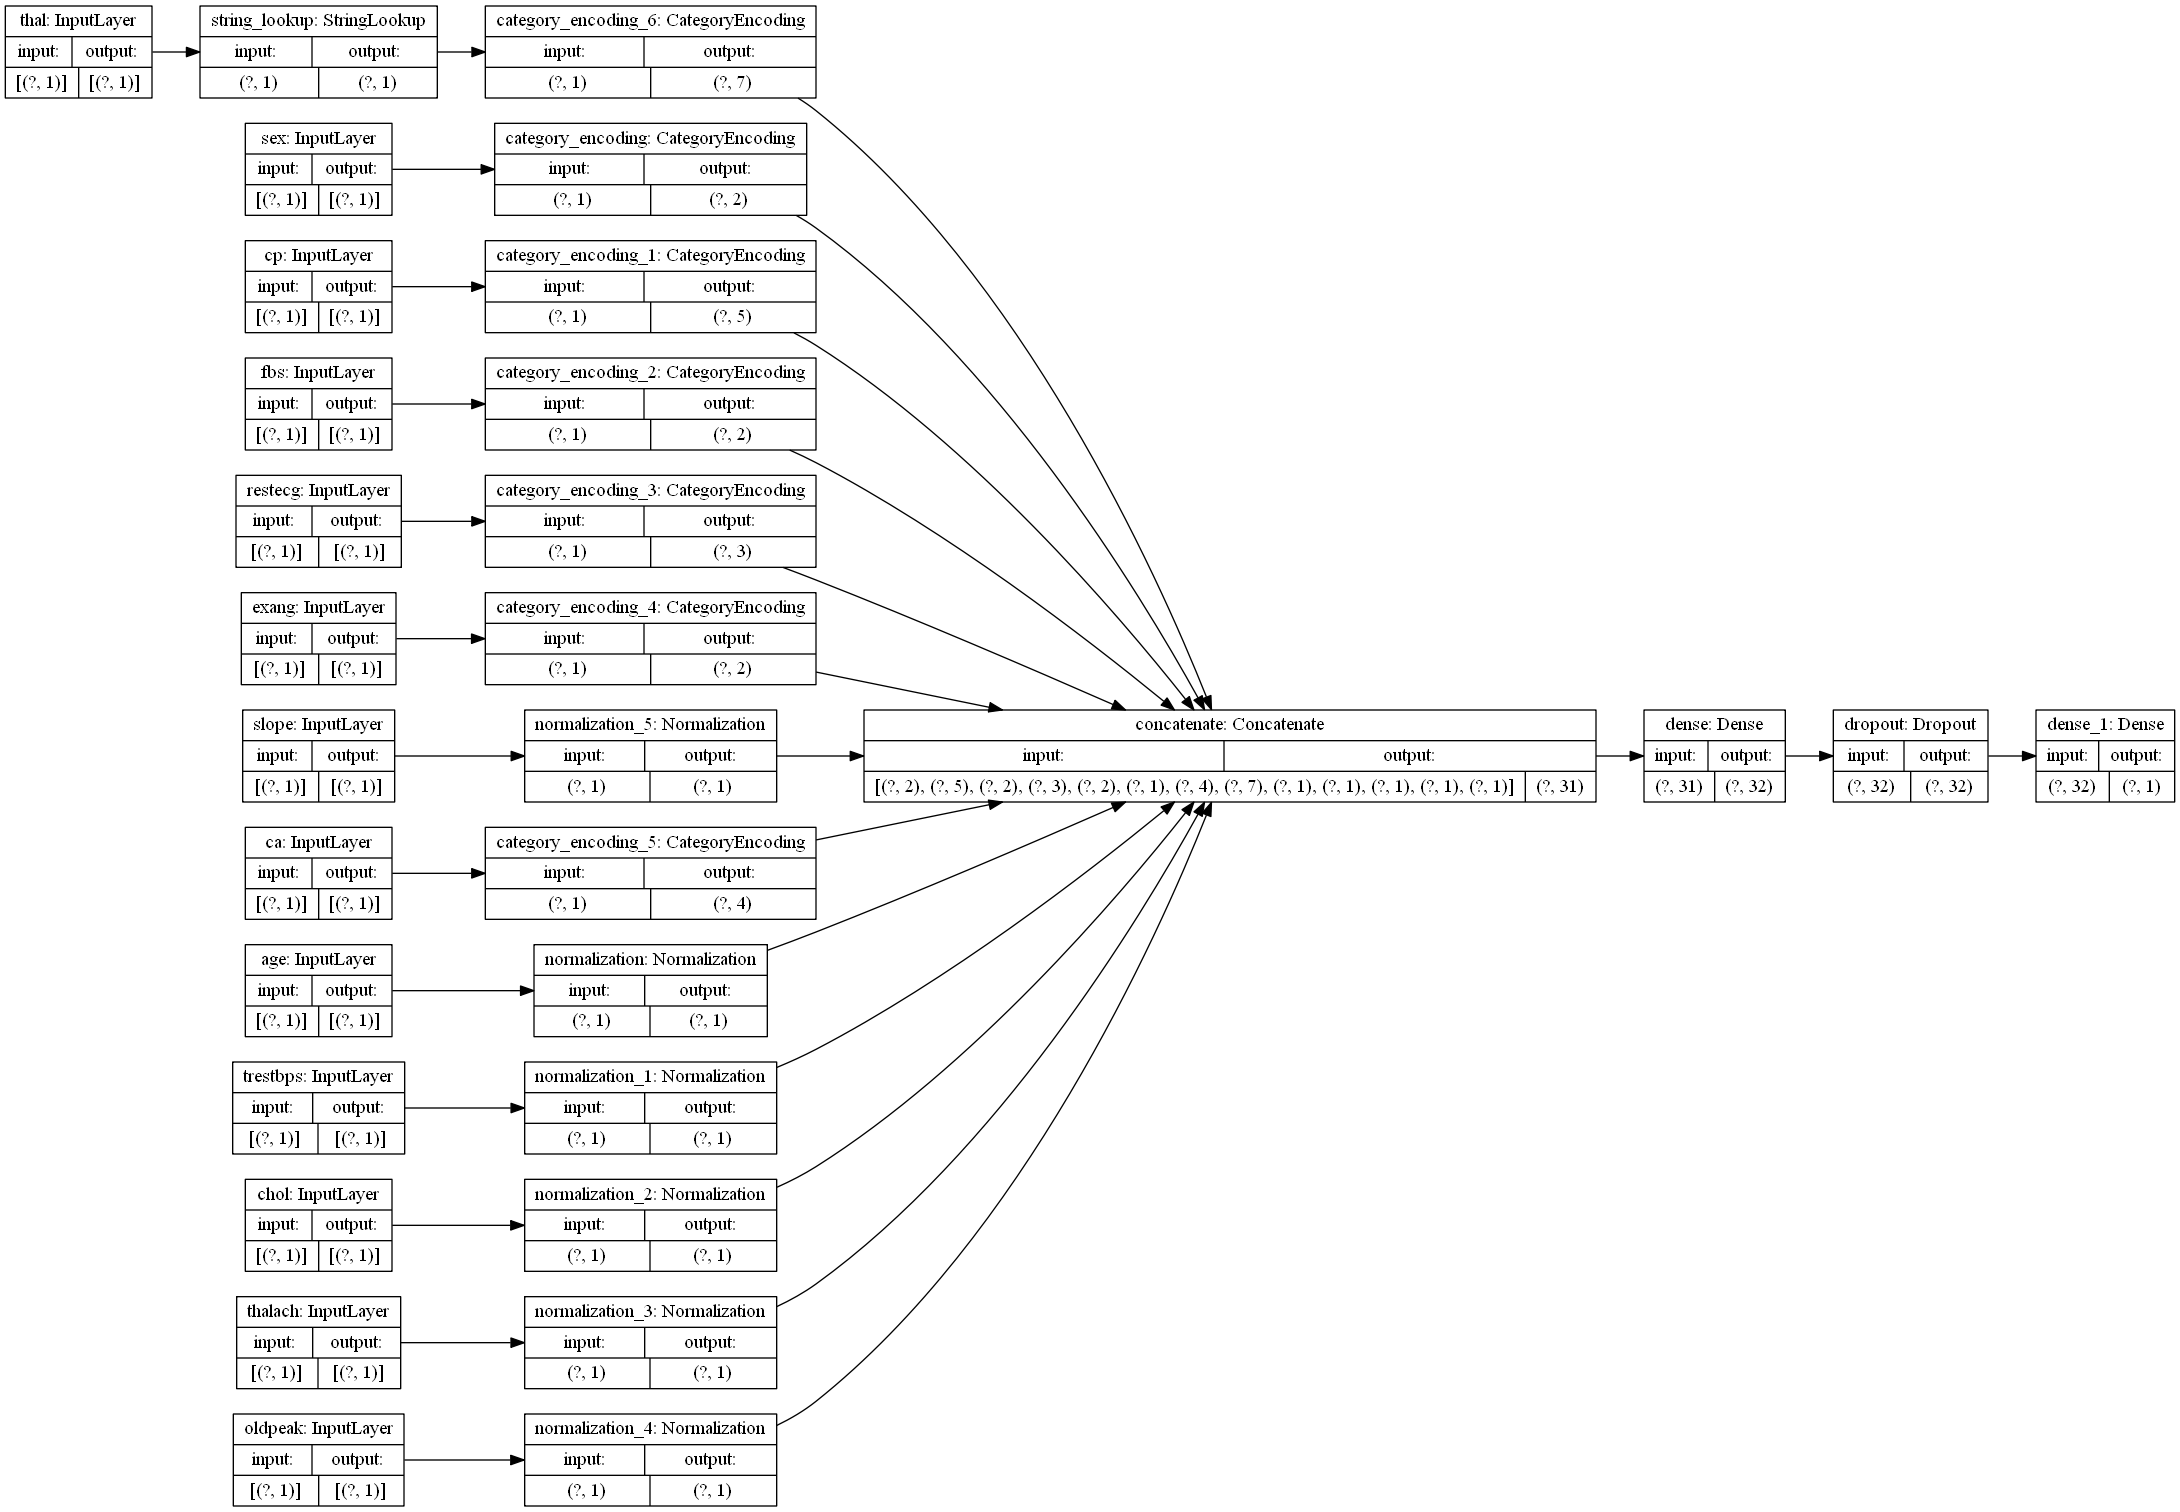 thal: InputLayer
input: output:
[(?, 1)] [(?, 1)]
string_lookup: StringLookup
input: output:
(?, 1) (?, 1)
category_encoding_6: CategoryEncoding
input: output:
(?, 1) (?, 7)
sex: InputLayer
input: output:
[(?, 1)] [(?, 1)]
category_encoding: CategoryEncoding
input: output:
(?, 1) (?, 2)
cp: InputLayer
input: output:
[(?, 1)] [(?, 1)]
category_encoding_1: CategoryEncoding
input: output:
(?, 1) (?, 5)
fbs: InputLayer
input: output:
[(?, 1)] [(?, 1)]
category_encoding_2: CategoryEncoding
input: output:
(?, 1) (?, 2)
restecg: InputLayer
input: output:
[(?, 1)] [(?, 1)]
category_encoding_3: CategoryEncoding
input: output:
(?, 1) (?, 3)
exang: InputLayer
input: output:
[(?, 1)] [(?, 1)]
category_encoding_4: CategoryEncoding
input: output:
(?, 1) (?, 2)
slope: InputLayer
input: output:
[(?, 1)] [(?, 1)]
normalization_5: Normalization
input: output:
(?, 1) (?, 1)
concatenate: Concatenate
input: output:
[(?, 2), (?, 5), (?, 2), (?, 3), (?, 2), (?, 1), (?, 4), (?, 7), (?, 1), (?, 1), (?, 1), (?, 1), (?, 1)] (?, 31)
dense: Dense
input: output:
(?, 31) (?, 32)
dropout: Dropout
input: output:
(?, 32) (?, 32)
dense_1: Dense
input: output:
(?, 32) (?, 1)
ca: InputLayer
input: output:
[(?, 1)] [(?, 1)]
category_encoding_5: CategoryEncoding
input: output:
(?, 1) (?, 4)
age: InputLayer
input: output:
[(?, 1)] [(?, 1)]
normalization: Normalization
input: output:
(?, 1) (?, 1)
trestbps: InputLayer
input: output:
[(?, 1)] [(?, 1)]
normalization_1: Normalization
input: output:
(?, 1) (?, 1)
chol: InputLayer
input: output:
[(?, 1)] [(?, 1)]
normalization_2: Normalization
input: output:
(?, 1) (?, 1)
thalach: InputLayer
input: output:
[(?, 1)] [(?, 1)]
normalization_3: Normalization
input: output:
(?, 1) (?, 1)
oldpeak: InputLayer
input: output:
[(?, 1)] [(?, 1)]
normalization_4: Normalization
input: output:
(?, 1) (?, 1)